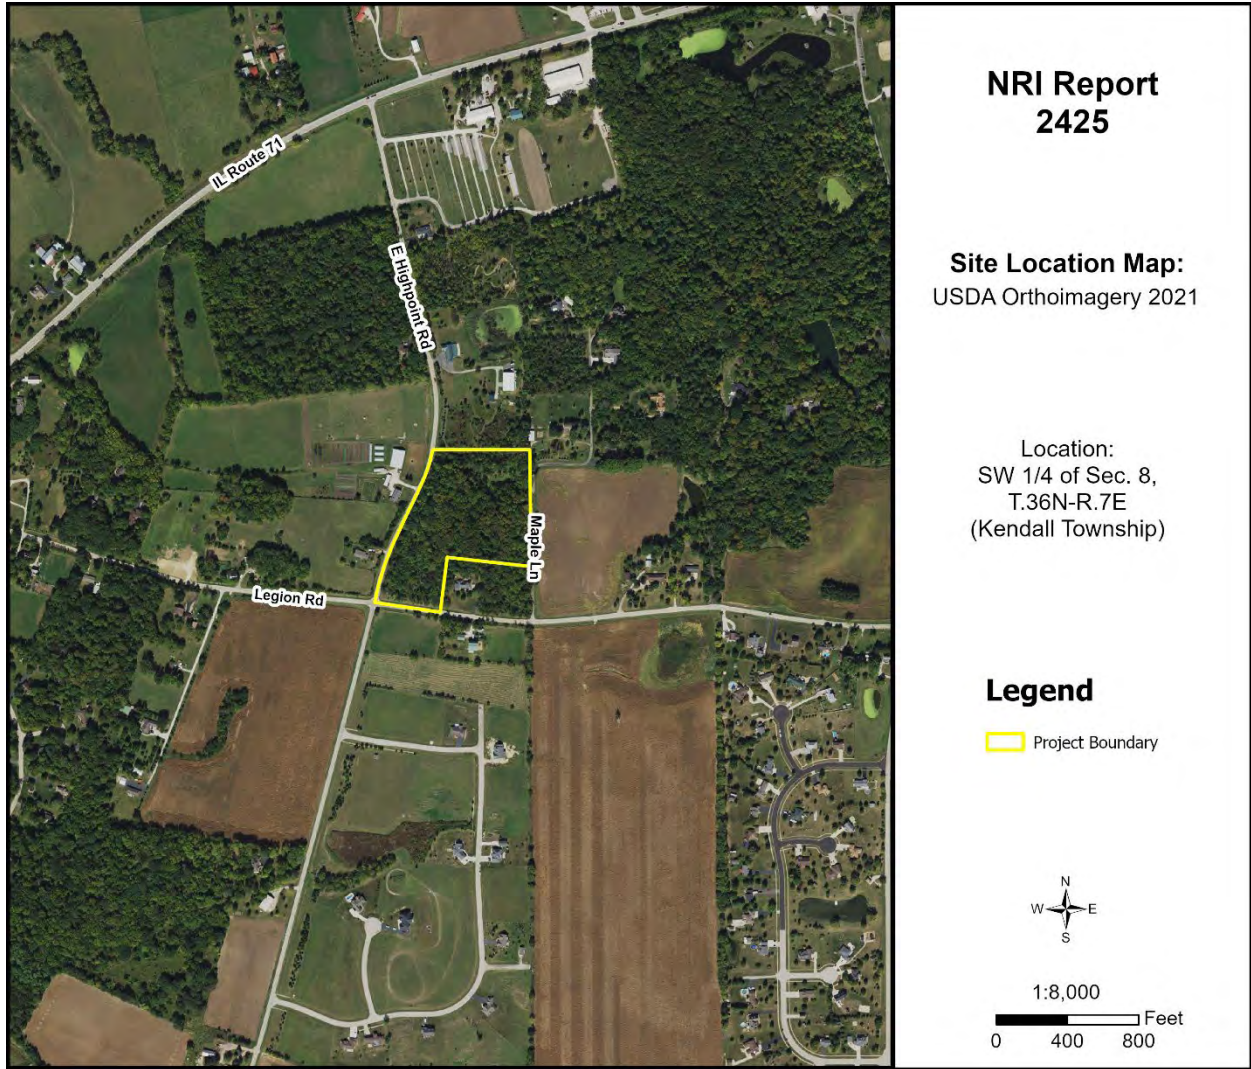 NRI Report
2425
Site Location Map:
USDA Orthoimagery 2021
Location:
SW 1/4 of Sec. 8,
T.36N-R.7E
(Kendall Township)
Legend
Project Boundary
N
W E
S
1:8,000
Feet
0 400 800
IL Route 71
E Highpoint Rd
Maple Ln
Legion Rd